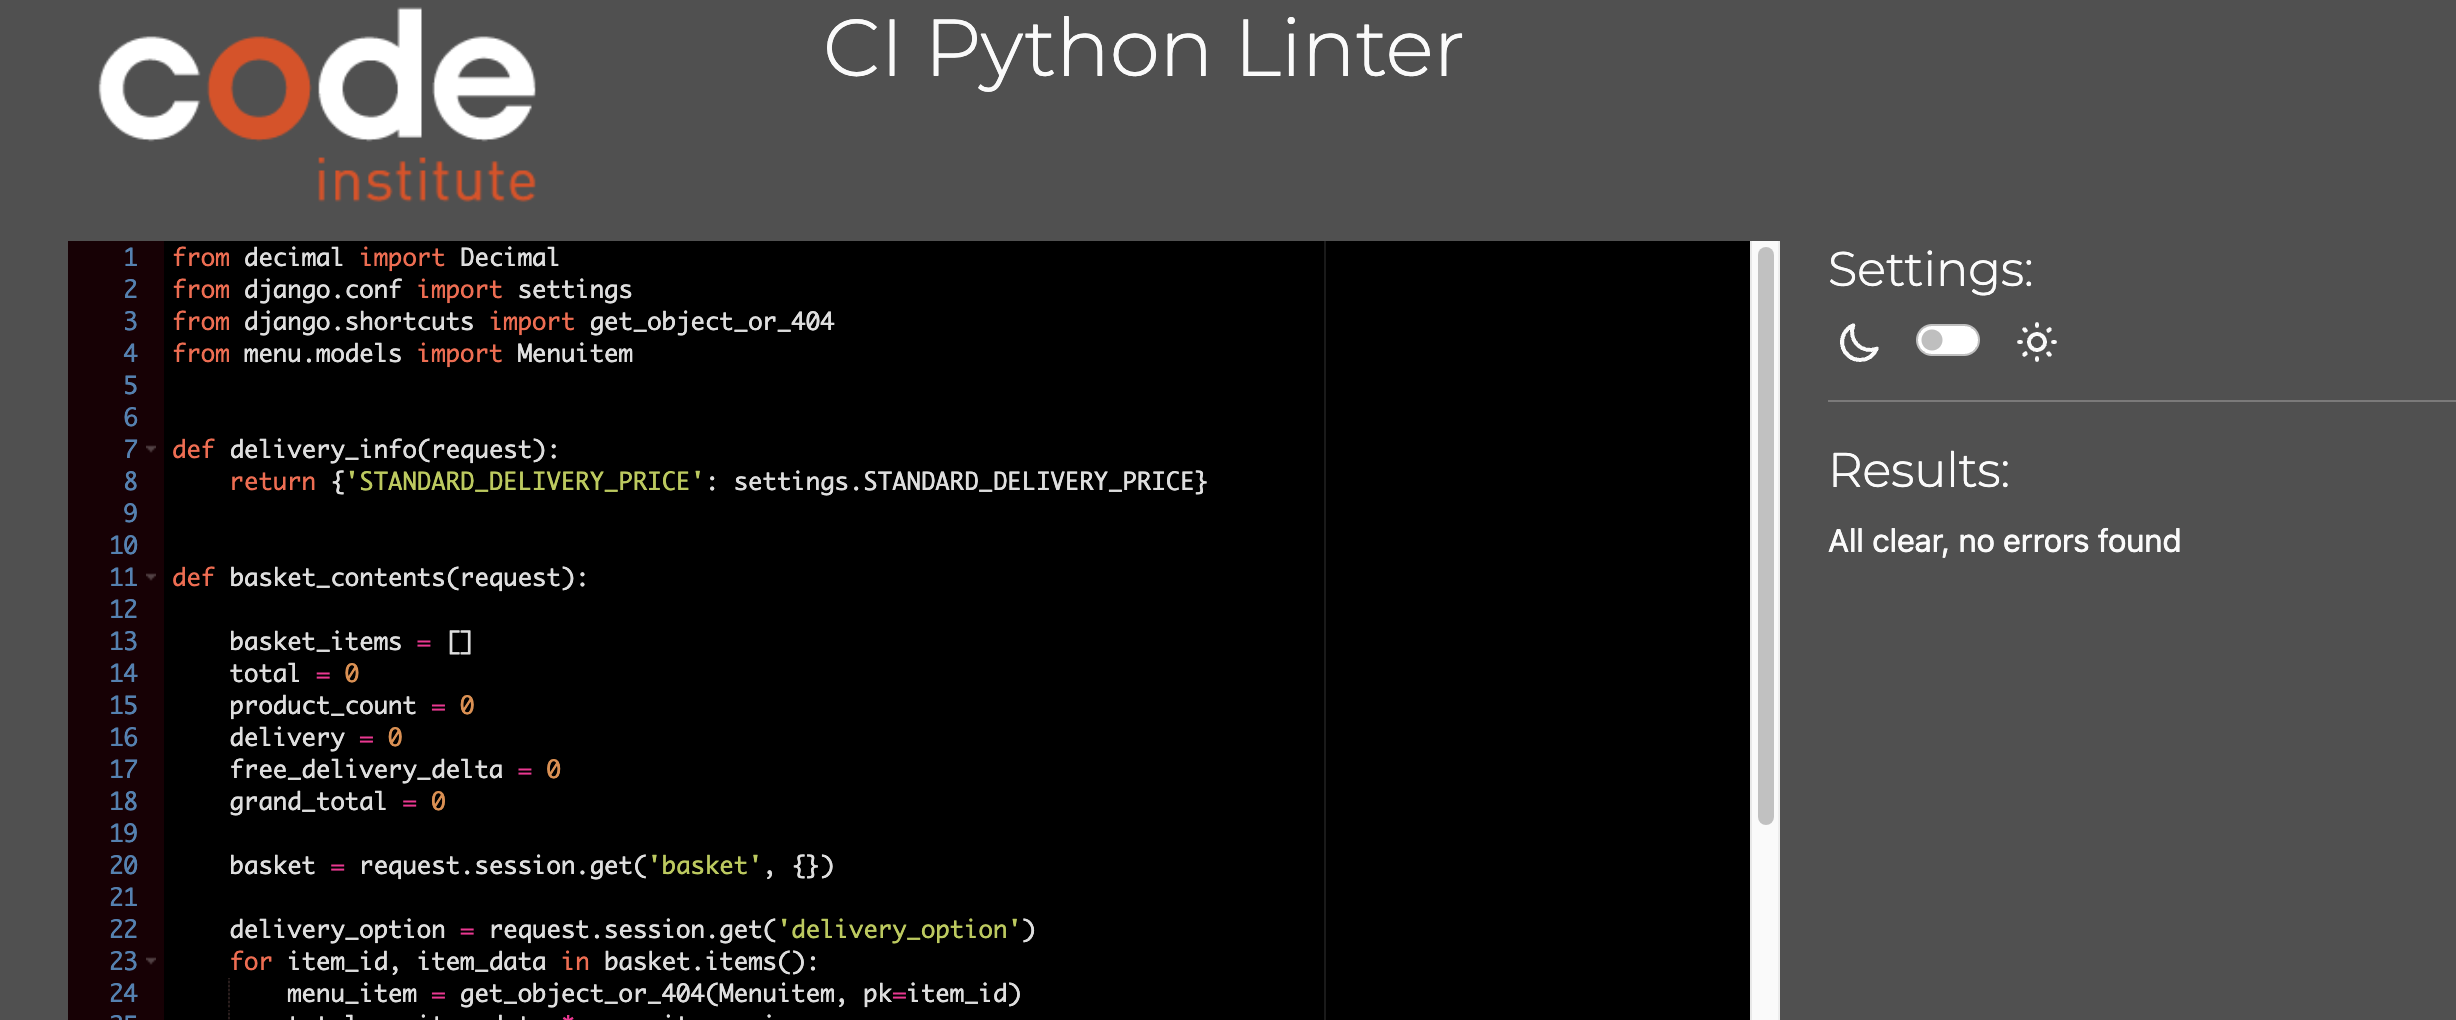 code
institute
CI Python Linter
1 from decimal import Decimal
2 from django.conf import settings
3 from django.shortcuts import get_object_or_404
4 from menu.models import Menuitem
5
6
7 def delivery_info(request):
8     return {'STANDARD_DELIVERY_PRICE': settings.STANDARD_DELIVERY_PRICE}
9
10
11 def basket_contents(request):
12
13     basket_items = []
14     total = 0
15     product_count = 0
16     delivery = 0
17     free_delivery_delta = 0
18     grand_total = 0
19
20     basket = request.session.get('basket', {})
21
22     delivery_option = request.session.get('delivery_option')
23     for item_id, item_data in basket.items():
24         menu_item = get_object_or_404(Menuitem, pk=item_id)
Settings:
Results:
All clear, no errors found